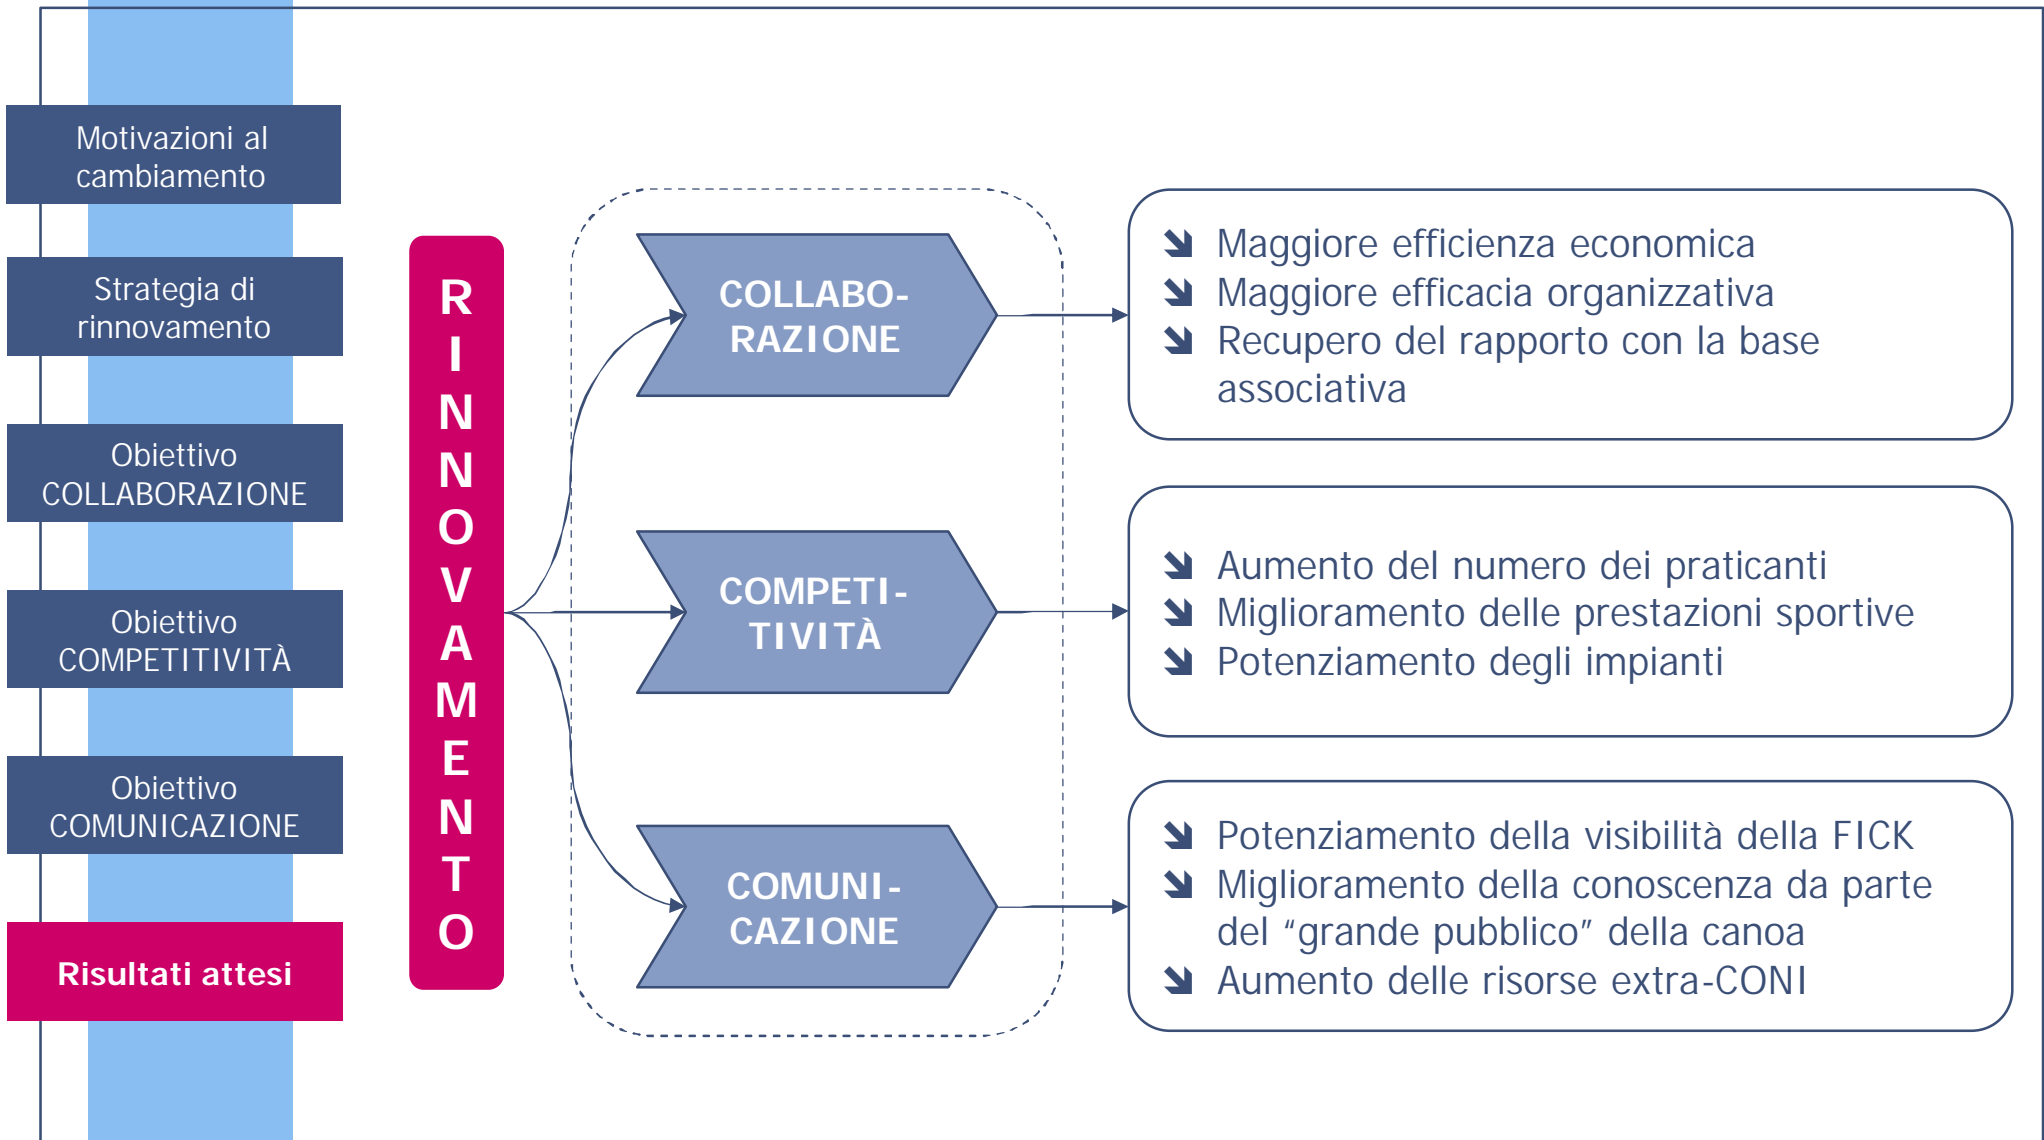 Motivazioni al
cambiamento
Strategia di
rinnovamento
Obiettivo
COLLABORAZIONE
Obiettivo
COMPETITIVITÀ
Obiettivo
COMUNICAZIONE
Risultati attesi
R
I
N
N
O
V
A
M
E
N
T
O
COLLABO-
RAZIONE
Maggiore efficienza economica
Maggiore efficacia organizzativa
Recupero del rapporto con la base
associativa
COMPETI-
TIVITÀ
Aumento del numero dei praticanti
Miglioramento delle prestazioni sportive
Potenziamento degli impianti
COMUNI-
CAZIONE
Potenziamento della visibilità della FICK
Miglioramento della conoscenza da parte
del “grande pubblico” della canoa
Aumento delle risorse extra-CONI